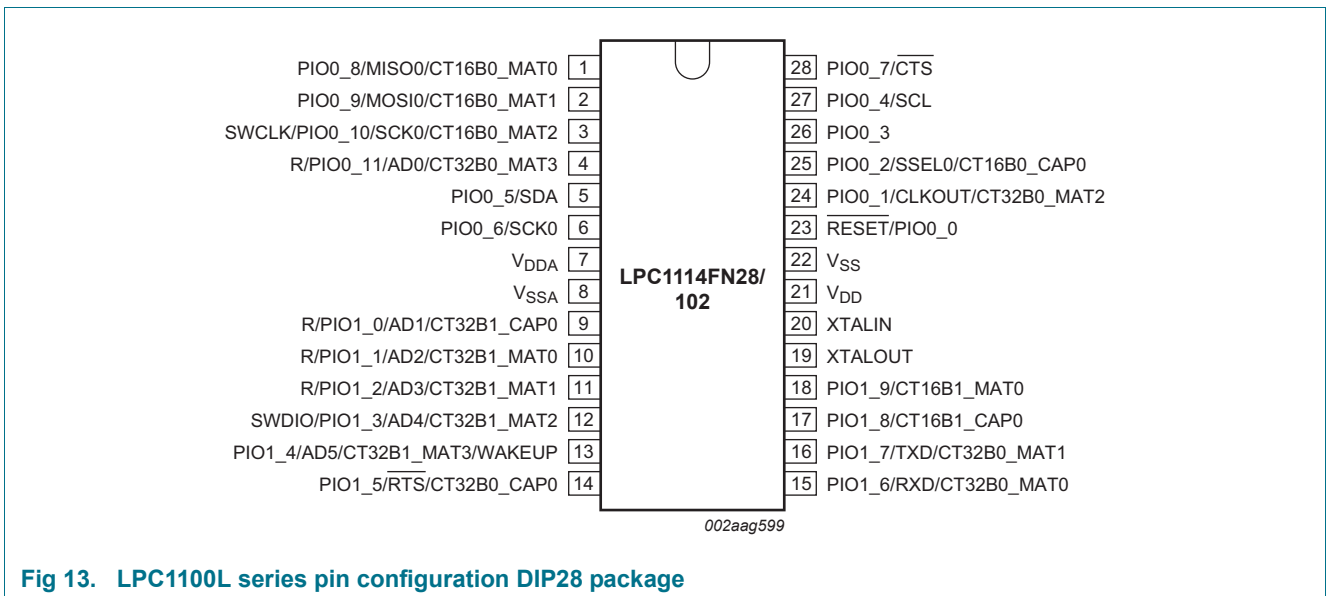 PIO0_8/MISO0/CT16B0_MAT0 1
PIO0_9/MOSI0/CT16B0_MAT1 2
SWCLK/PIO0_10/SCK0/CT16B0_MAT2 3
R/PIO0_11/AD0/CT32B0_MAT3 4
PIO0_5/SDA 5
PIO0_6/SCK0 6
VDDA 7
VSSA 8
R/PIO1_0/AD1/CT32B1_CAP0 9
R/PIO1_1/AD2/CT32B1_MAT0 10
R/PIO1_2/AD3/CT32B1_MAT1 11
SWDIO/PIO1_3/AD4/CT32B1_MAT2 12
PIO1_4/AD5/CT32B1_MAT3/WAKEUP 13
PIO1_5/RTS/CT32B0_CAP0 14
LPC1114FN28/
102
28 PIO0_7/CTS
27 PIO0_4/SCL
26 PIO0_3
25 PIO0_2/SSEL0/CT16B0_CAP0
24 PIO0_1/CLKOUT/CT32B0_MAT2
23 RESET/PIO0_0
22 VSS
21 VDD
20 XTALIN
19 XTALOUT
18 PIO1_9/CT16B1_MAT0
17 PIO1_8/CT16B1_CAP0
16 PIO1_7/TXD/CT32B0_MAT1
15 PIO1_6/RXD/CT32B0_MAT0
002aag599
Fig 13. LPC1100L series pin configuration DIP28 package